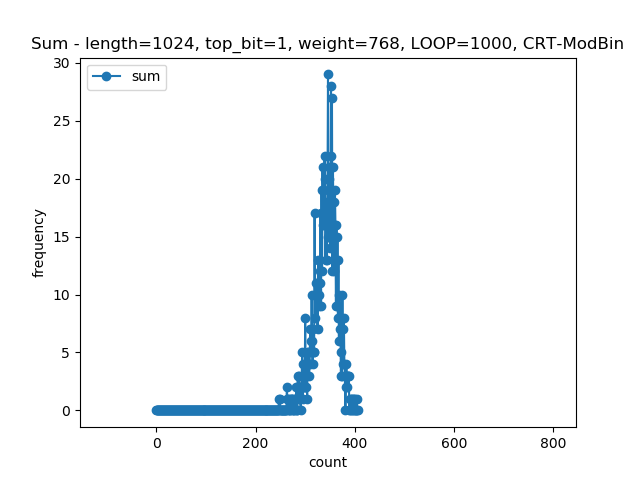 Sum - length=1024, top_bit=1, weight=768, LOOP=1000, CRT-ModBin
sum
30
25
20
15
10
5
0
frequency
0 200 400 600 800
count